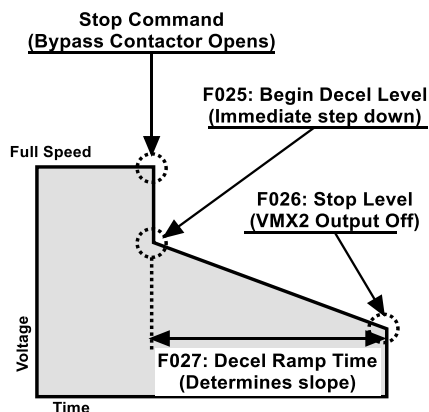 Stop Command
(Bypass Contactor Opens)
F025: Begin Decel Level
(Immediate step down)
Full Speed
F026: Stop Level
(VMX2 Output Off)
Voltage
F027: Decel Ramp Time
(Determines slope)
Time